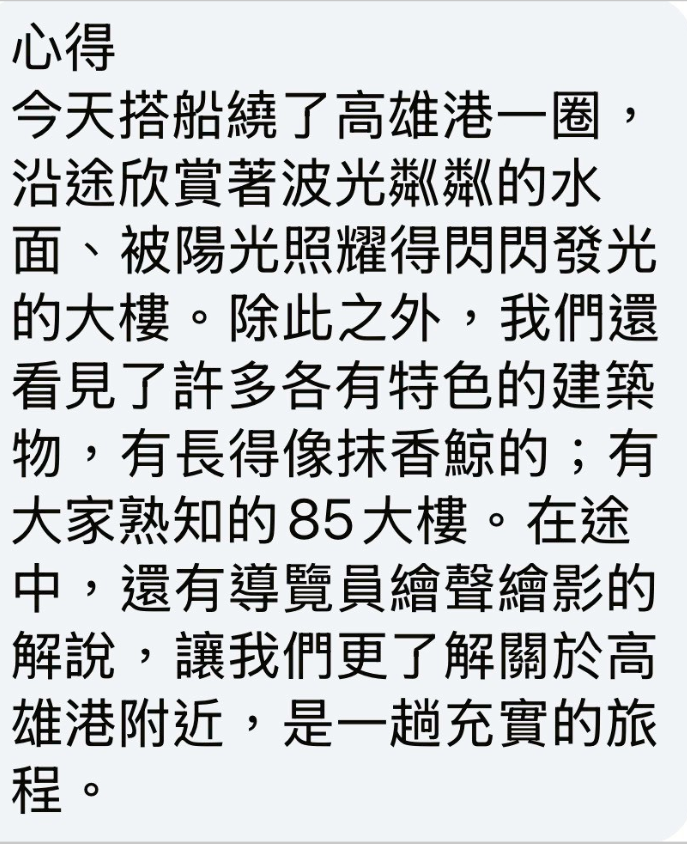 心得
今天搭船繞了高雄港一圈，
沿途欣賞著波光粼粼的水
面、被陽光照耀得閃閃發光
的大樓。除此之外，我們還
看見了許多各有特色的建築
物，有長得像抹香鯨的；有
大家熟知的85大樓。在途
中，還有導覽員繪聲繪影的
解說，讓我們更了解關於高
雄港附近，是一趟充實的旅
程。